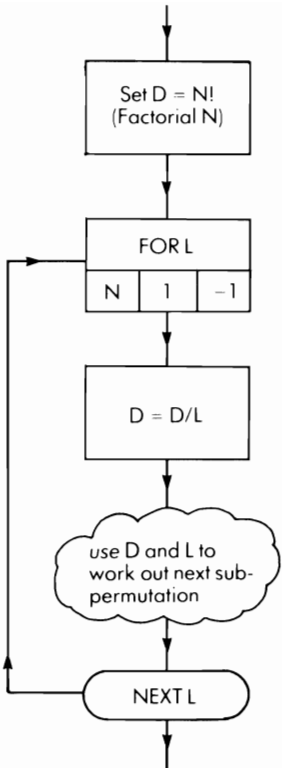 Set D = N!
(Factorial N)
FOR L
N 1 -1
D = D/L
use D and L to
work out next sub-
permutation
NEXT L